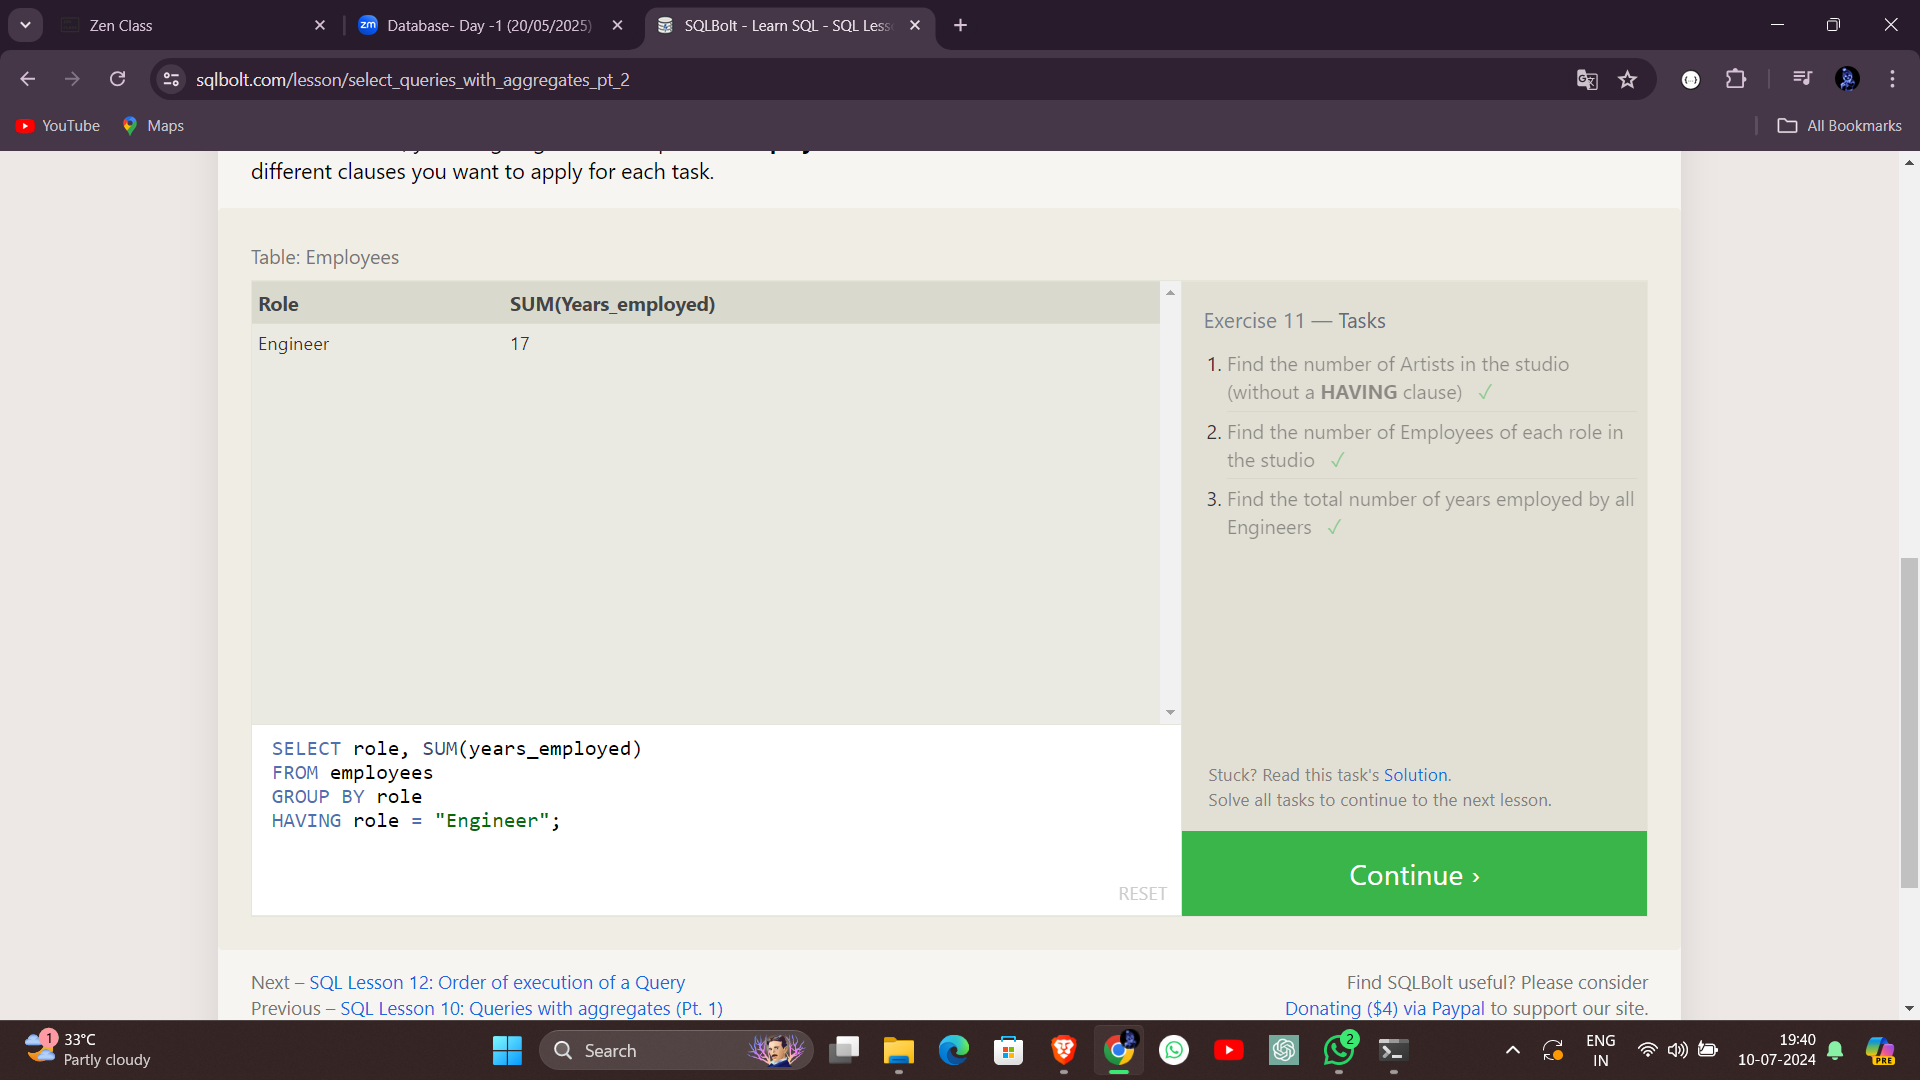 Zen Class
Database- Day -1 (20/05/2025)
SQLBolt - Learn SQL - SQL Less
sqlbolt.com/lesson/select_queries_with_aggregates_pt_2
YouTube
Maps
All Bookmarks
different clauses you want to apply for each task.
Table: Employees
Role SUM(Years_employed)
Engineer 17
Exercise 11 — Tasks
1. Find the number of Artists in the studio
(without a HAVING clause) ✓
2. Find the number of Employees of each role in
the studio ✓
3. Find the total number of years employed by all
Engineers ✓
Stuck? Read this task's Solution.
Solve all tasks to continue to the next lesson.
Continue ›
SELECT role, SUM(years_employed)
FROM employees
GROUP BY role
HAVING role = "Engineer";
RESET
Next – SQL Lesson 12: Order of execution of a Query
Previous – SQL Lesson 10: Queries with aggregates (Pt. 1)
Find SQLBolt useful? Please consider
Donating ($4) via Paypal to support our site.
1
33°C
Partly cloudy
Search
2
ENG
IN
19:40
10-07-2024
PRE